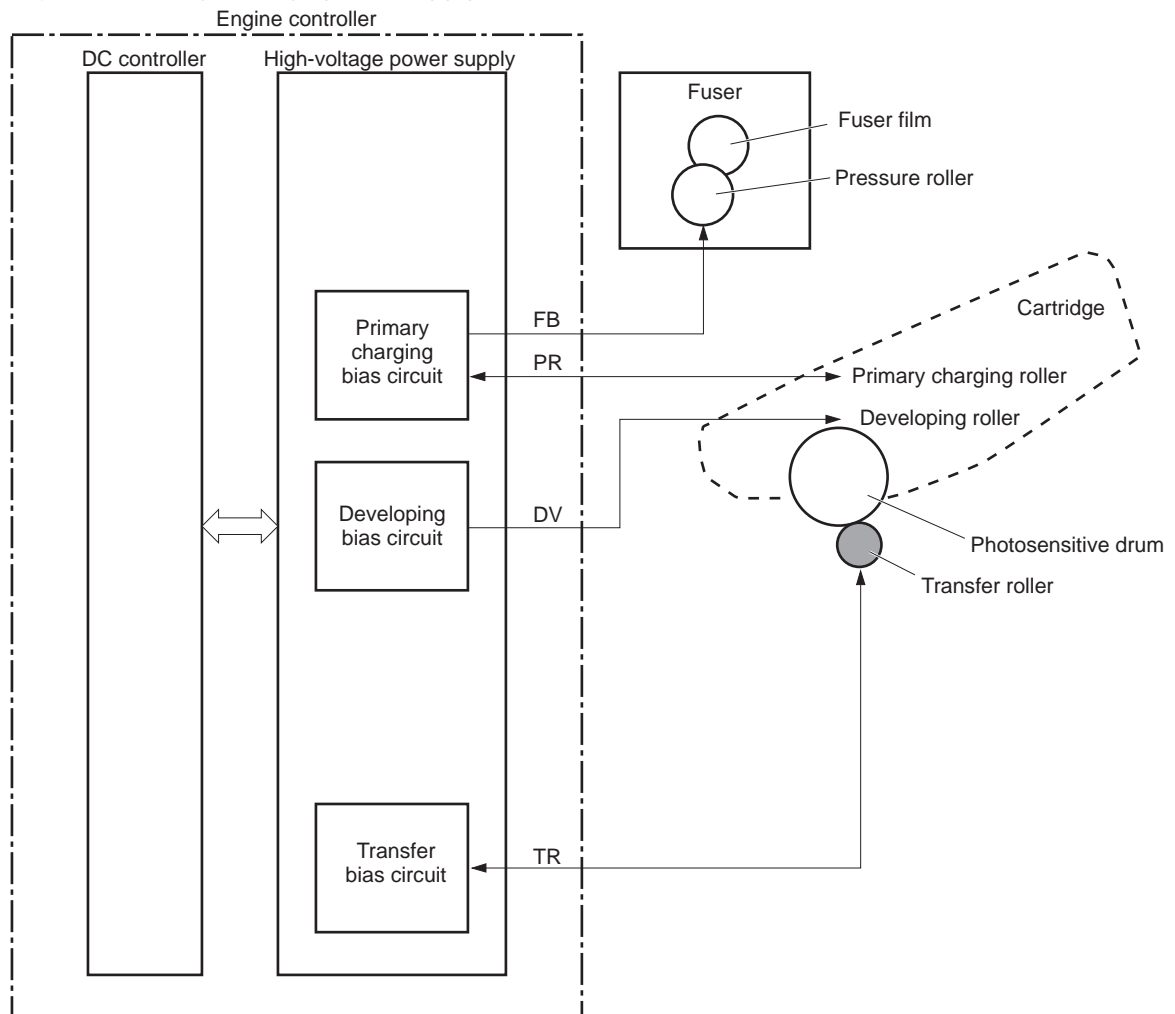 Engine controller
DC controller
High-voltage power supply
Fuser
Fuser film
Pressure roller
Cartridge
Primary
charging
bias circuit
FB
PR
Primary charging roller
Developing roller
Developing
bias circuit
DV
Photosensitive drum
Transfer roller
Transfer
bias circuit
TR